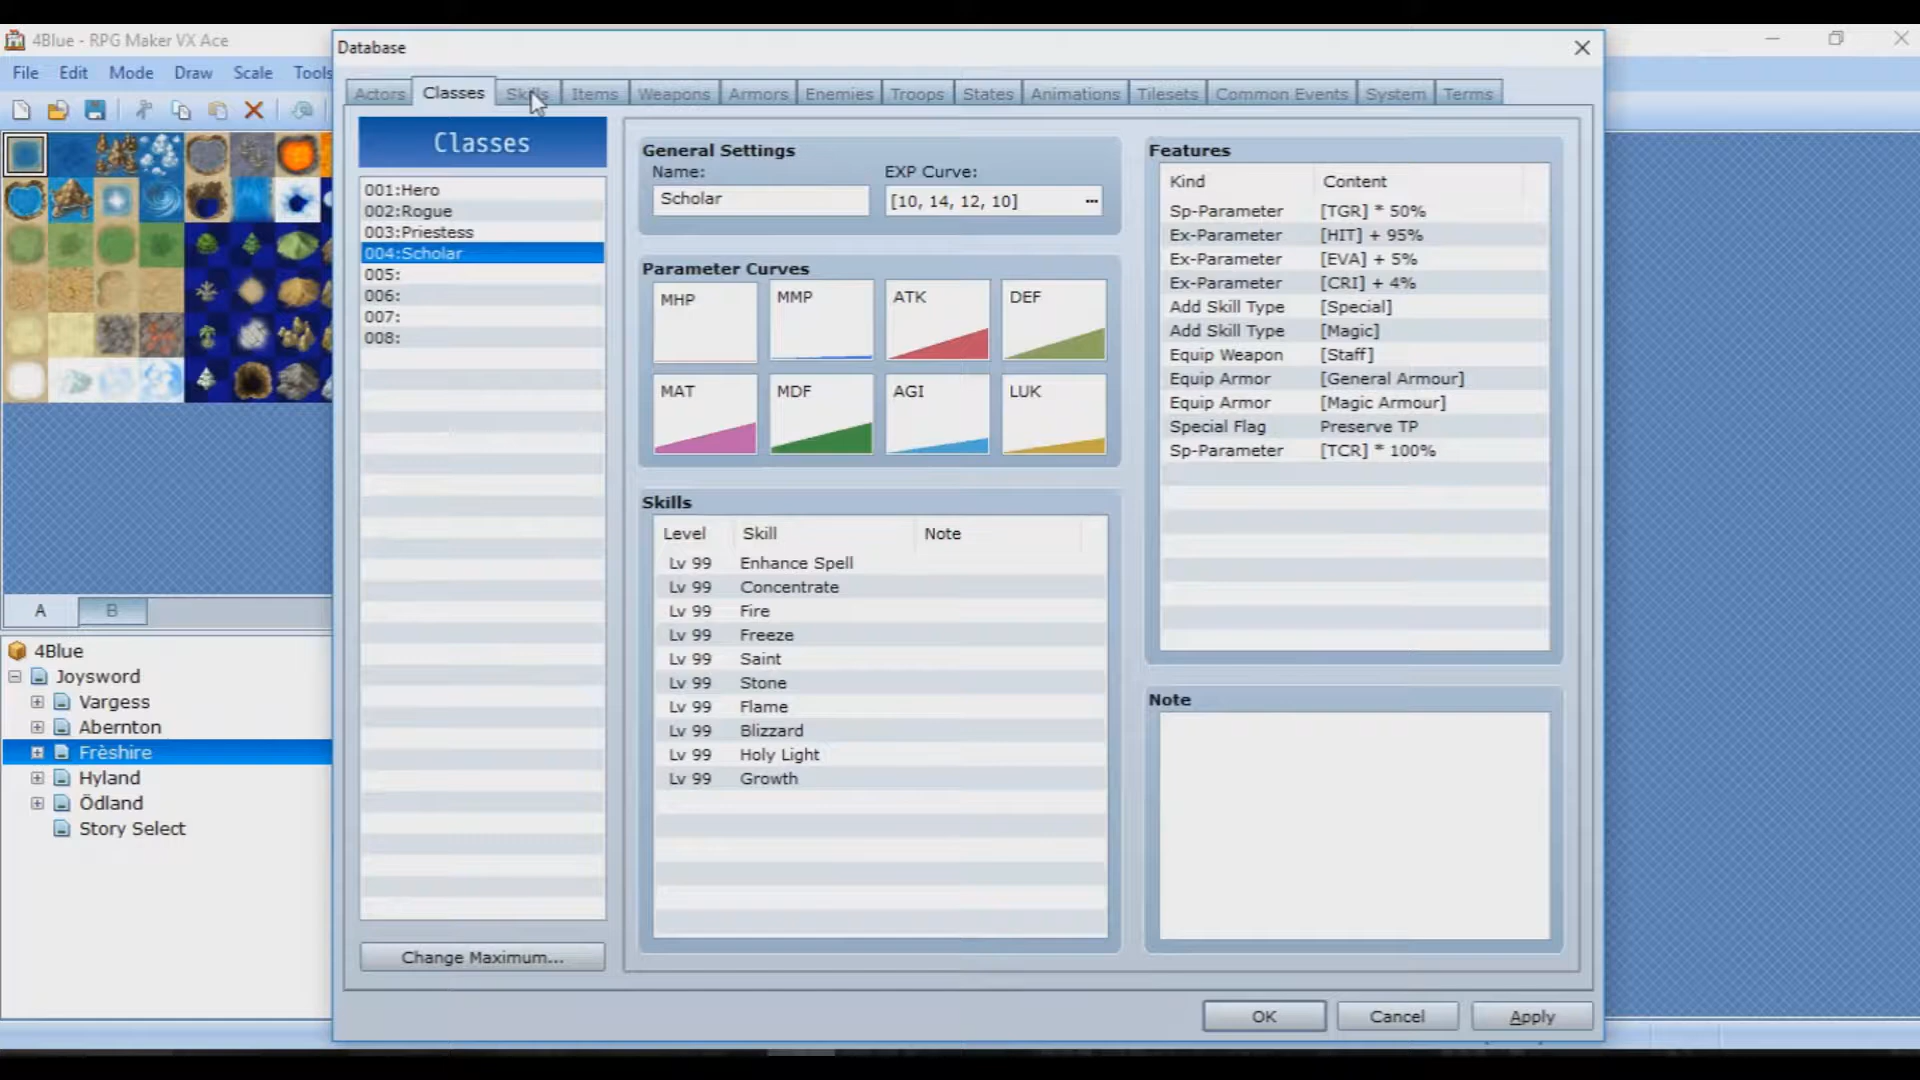 4Blue - RPG Maker VX Ace
File Edit Mode Draw Scale Tools
Database
Actors Classes Skills Items Weapons Armors Enemies Troops States Animations Tilesets Common Events System Terms
Classes
001:Hero
002:Rogue
003:Priestess
004:Scholar
005:
006:
007:
008:
Change Maximum...
General Settings
Name: EXP Curve:
Scholar [10, 14, 12, 10] ...
Parameter Curves
MHP MMP ATK DEF
MAT MDF AGI LUK
Skills
Level Skill Note
Lv 99 Enhance Spell
Lv 99 Concentrate
Lv 99 Fire
Lv 99 Freeze
Lv 99 Saint
Lv 99 Stone
Lv 99 Flame
Lv 99 Blizzard
Lv 99 Holy Light
Lv 99 Growth
Features
Kind Content
Sp-Parameter [TGR] * 50%
Ex-Parameter [HIT] + 95%
Ex-Parameter [EVA] + 5%
Ex-Parameter [CRI] + 4%
Add Skill Type [Special]
Add Skill Type [Magic]
Equip Weapon [Staff]
Equip Armor [General Armour]
Equip Armor [Magic Armour]
Special Flag Preserve TP
Sp-Parameter [TCR] * 100%
Note
A B
4Blue
Joysword
Vargess
Abernton
Frèshire
Hyland
Ödland
Story Select
OK Cancel Apply